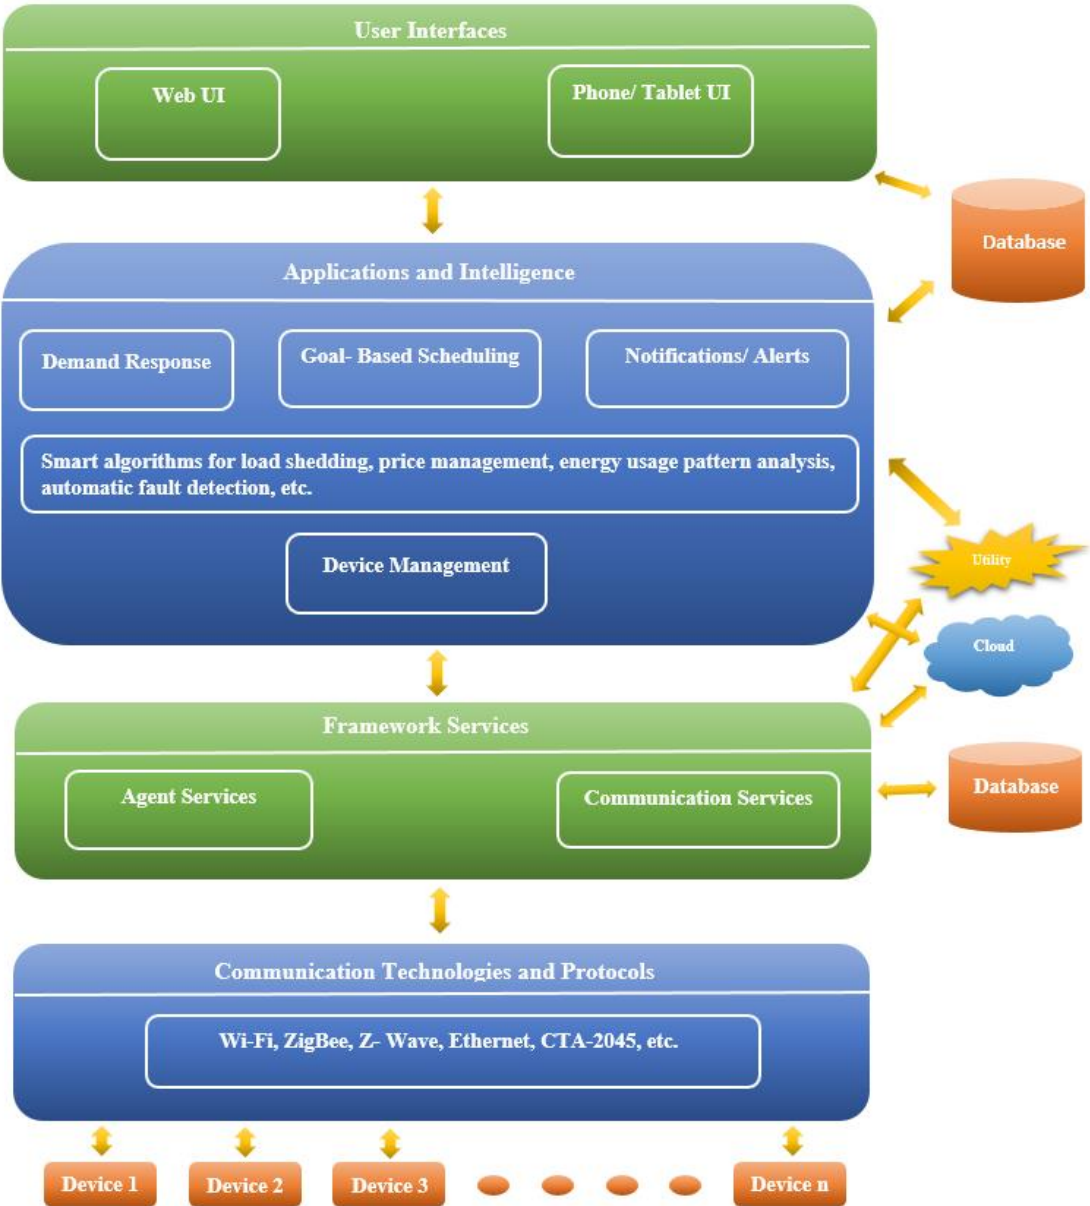 User Interfaces
Web UI
Phone/ Tablet UI
Database
Applications and Intelligence
Demand Response
Goal- Based Scheduling
Notifications/ Alerts
Smart algorithms for load shedding, price management, energy usage pattern analysis,
automatic fault detection, etc.
Device Management
Utility
Cloud
Framework Services
Agent Services
Communication Services
Database
Communication Technologies and Protocols
Wi-Fi, ZigBee, Z- Wave, Ethernet, CTA-2045, etc.
Device 1
Device 2
Device 3
Device n